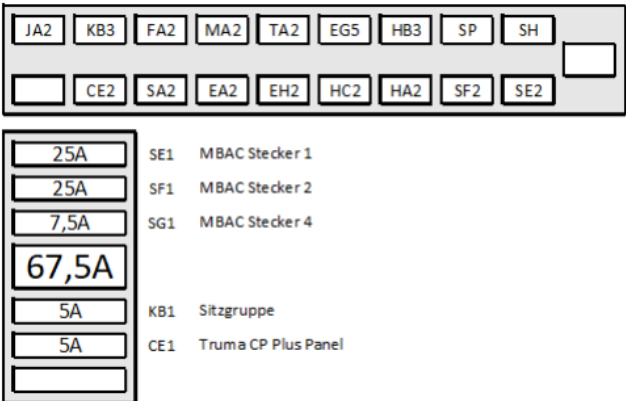 JA2 KB3 FA2 MA2 TA2 EG5 HB3 SP SH
CE2 SA2 EA2 EH2 HC2 HA2 SF2 SE2
25A SE1 MBAC Stecker 1
25A SF1 MBAC Stecker 2
7,5A SG1 MBAC Stecker 4
67,5A
5A KB1 Sitzgruppe
5A CE1 Truma CP Plus Panel